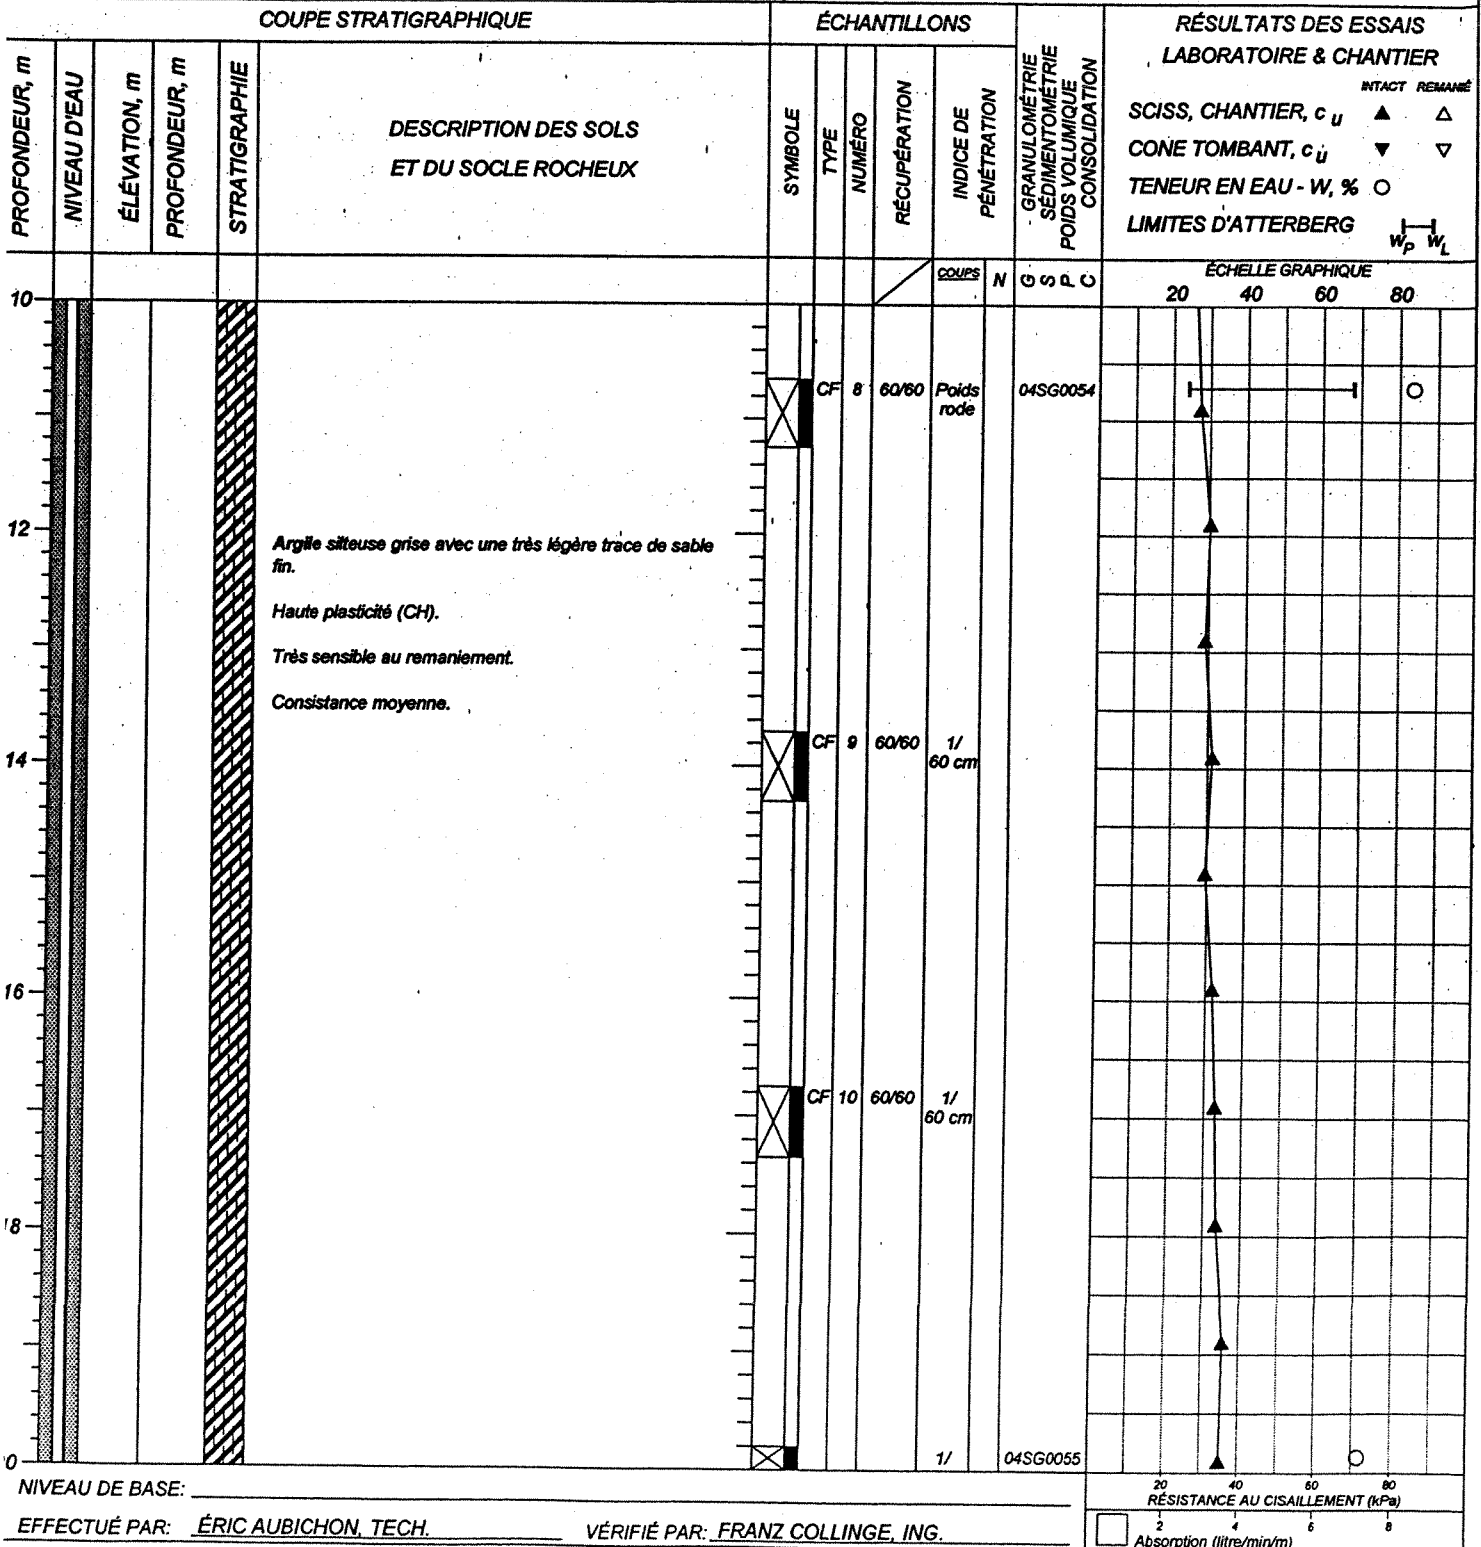 COUPE STRATIGRAPHIQUE
ÉCHANTILLONS
RÉSULTATS DES ESSAIS
LABORATOIRE & CHANTIER
INTACT REMANIÉ
SCISS, CHANTIER, c u ▲ △
CONE TOMBANT, c u ▼ ▽
TENEUR EN EAU - W, % ○
LIMITES D'ATTERBERG
W P W L
PROFONDEUR, m
NIVEAU D'EAU
ÉLÉVATION, m
PROFONDEUR, m
STRATIGRAPHIE
DESCRIPTION DES SOLS
ET DU SOCLE ROCHEUX
SYMBOLE
TYPE
NUMÉRO
RÉCUPÉRATION
INDICE DE
PÉNÉTRATION
GRANULOMÉTRIE
SÉDIMENTOMÉTRIE
POIDS VOLUMIQUE
CONSOLIDATION
COUPS N G S P C
ÉCHELLE GRAPHIQUE
20 40 60 80
10
CF 8 60/60 Poids 04SG0054
rode
12
Argile silteuse grise avec une très légère trace de sable
fin.
Haute plasticité (CH).
Très sensible au remaniement.
Consistance moyenne.
CF 9 60/60 1/
60 cm
14
16
CF 10 60/60 1/
60 cm
18
1/ 04SG0055
0
20 40 60 80
RÉSISTANCE AU CISAILLEMENT (kPa)
2 4 6 8
Absorption (litre/min/m)
NIVEAU DE BASE:
EFFECTUÉ PAR: ÉRIC AUBICHON, TECH. VÉRIFIÉ PAR: FRANZ COLLINGE, ING.